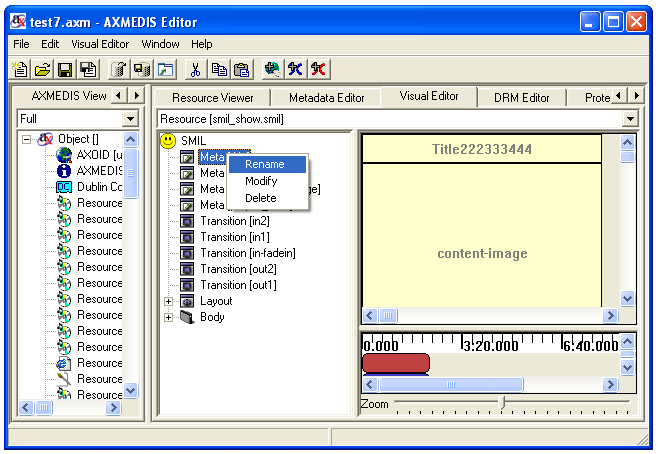 test7.axm - AXMEDIS Editor
File Edit Visual Editor Window Help
AXMEDIS View
Resource Viewer Metadata Editor Visual Editor DRM Editor Prote
Full
Resource [smil_show.smil]
Object []
AXOID [u
AXMEDIS
DC Dublin Co
Resource
Resource
Resource
Resource
Resource
Resource
Resource
Resource
Resource
Resource
Resource
SMIL
Meta
Meta
Meta
Meta
Rename
Modify
Delete
Transition [in2]
Transition [in1]
Transition [in-fadein]
Transition [out2]
Transition [out1]
Layout
Body
Title222333444
content-image
0.000 3:20.000 6:40.000
Zoom